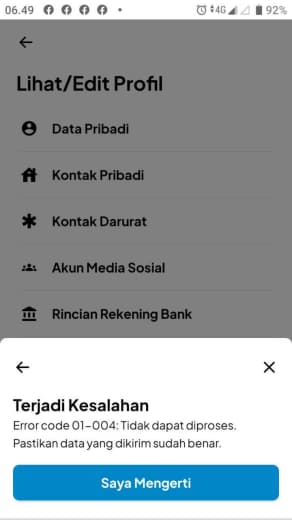 06.49 4G 92%
Lihat/Edit Profil
Data Pribadi
Kontak Pribadi
Kontak Darurat
Akun Media Sosial
Rincian Rekening Bank
Terjadi Kesalahan
Error code 01-004: Tidak dapat diproses.
Pastikan data yang dikirim sudah benar.
Saya Mengerti